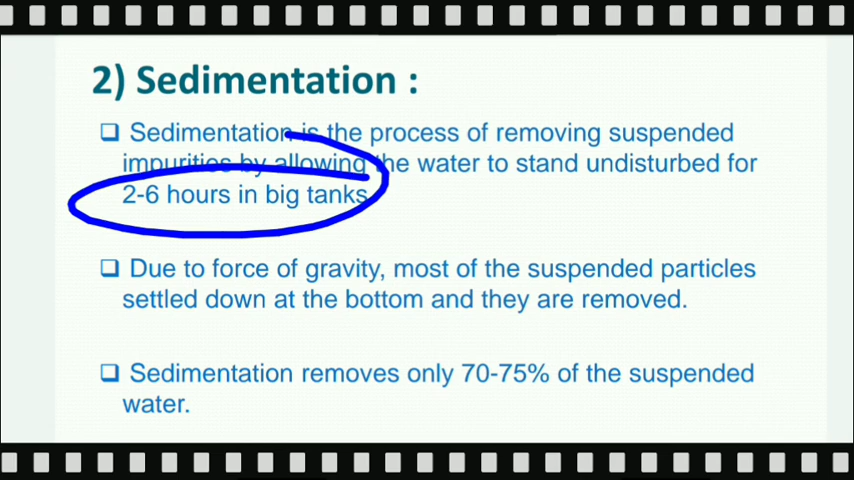 2) Sedimentation :
❑ Sedimentation is the process of removing suspended
impurities by allowing the water to stand undisturbed for
2-6 hours in big tanks
❑ Due to force of gravity, most of the suspended particles
settled down at the bottom and they are removed.
❑ Sedimentation removes only 70-75% of the suspended
water.